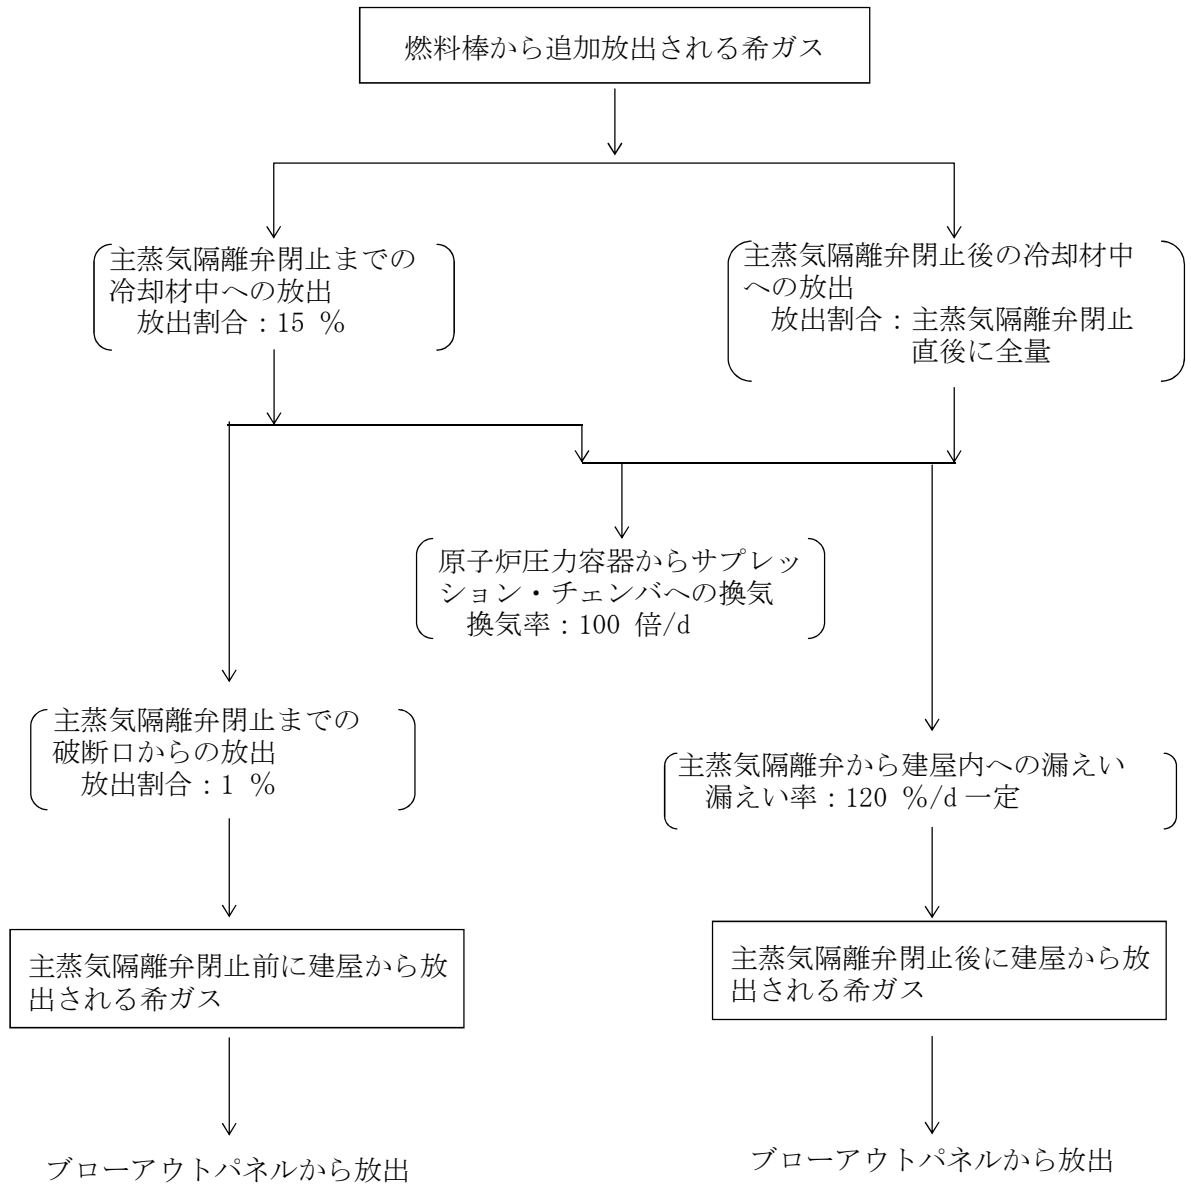 燃料棒から追加放出される希ガス
主蒸気隔離弁閉止までの
冷却材中への放出
放出割合：15 %
主蒸気隔離弁閉止後の冷却材中
への放出
放出割合：主蒸気隔離弁閉止
直後に全量
原子炉圧力容器からサプレッ
ション・チェンバへの換気
換気率：100 倍/d
主蒸気隔離弁閉止までの
破断口からの放出
放出割合：1 %
主蒸気隔離弁から建屋内への漏えい
漏えい率：120 %/d 一定
主蒸気隔離弁閉止前に建屋から放
出される希ガス
主蒸気隔離弁閉止後に建屋から放
出される希ガス
ブローアウトパネルから放出
ブローアウトパネルから放出